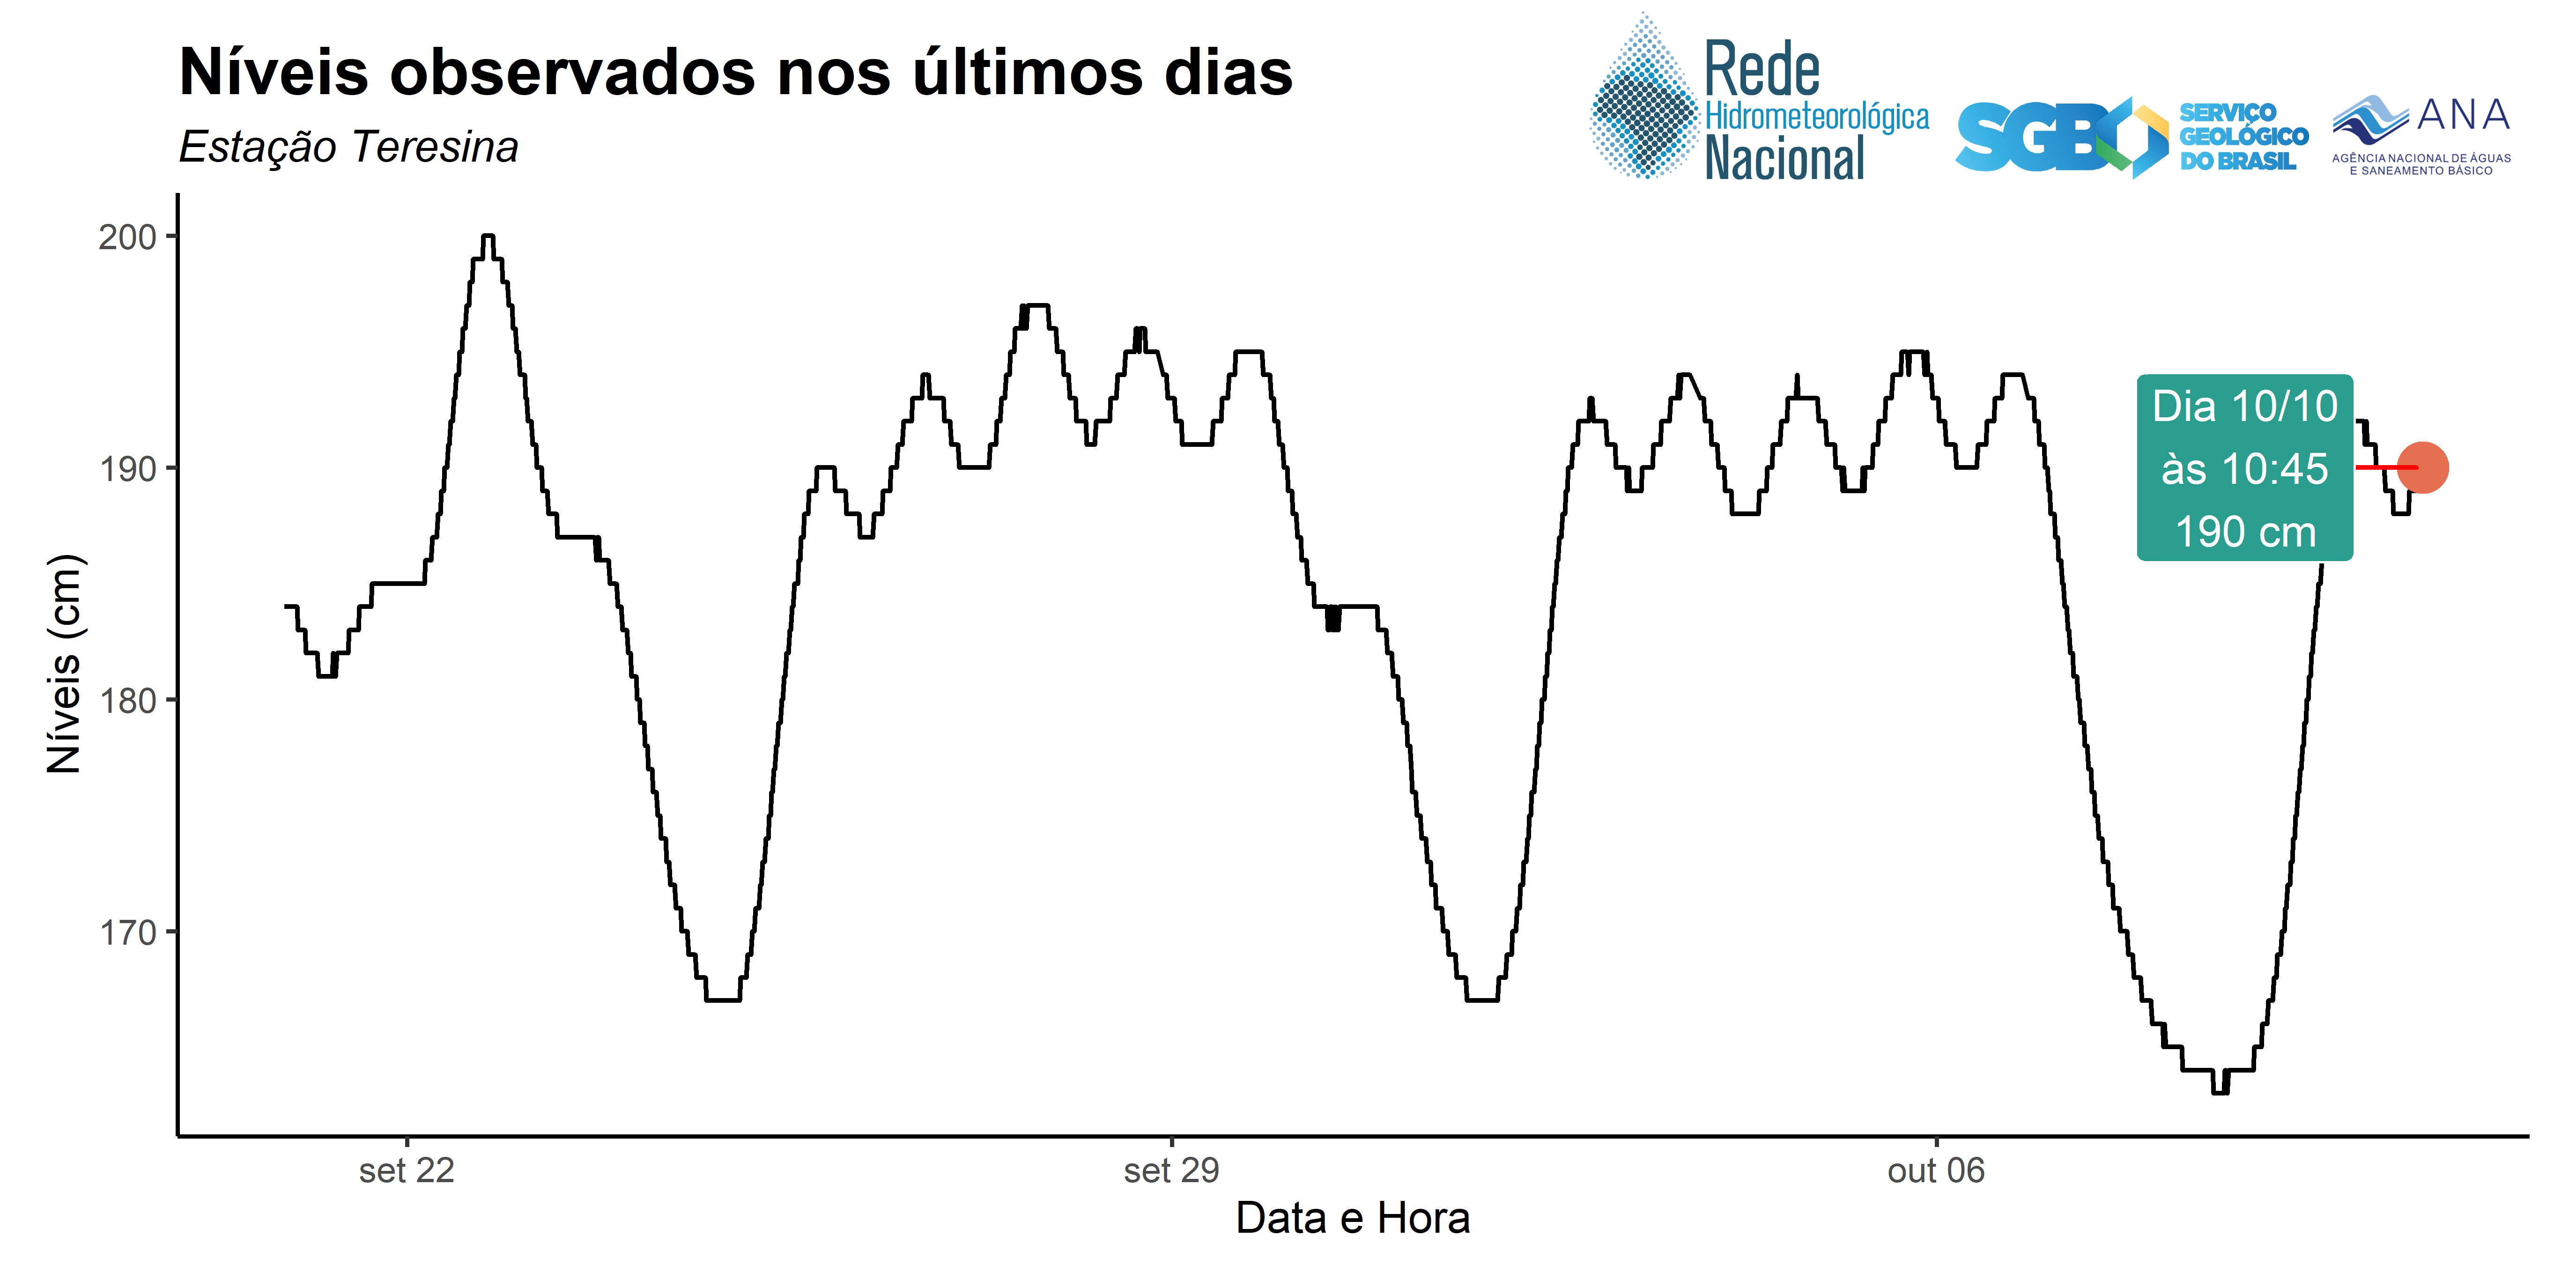 Níveis observados nos últimos dias
Estação Teresina
Rede
Hidrometeorológica
Nacional
SGB
SERVIÇO
GEOLÓGICO
DO BRASIL
ANA
AGÊNCIA NACIONAL DE ÁGUAS
E SANEAMENTO BÁSICO
200
190
180
170
Níveis (cm)
Dia 10/10
às 10:45
190 cm
set 22
set 29
out 06
Data e Hora